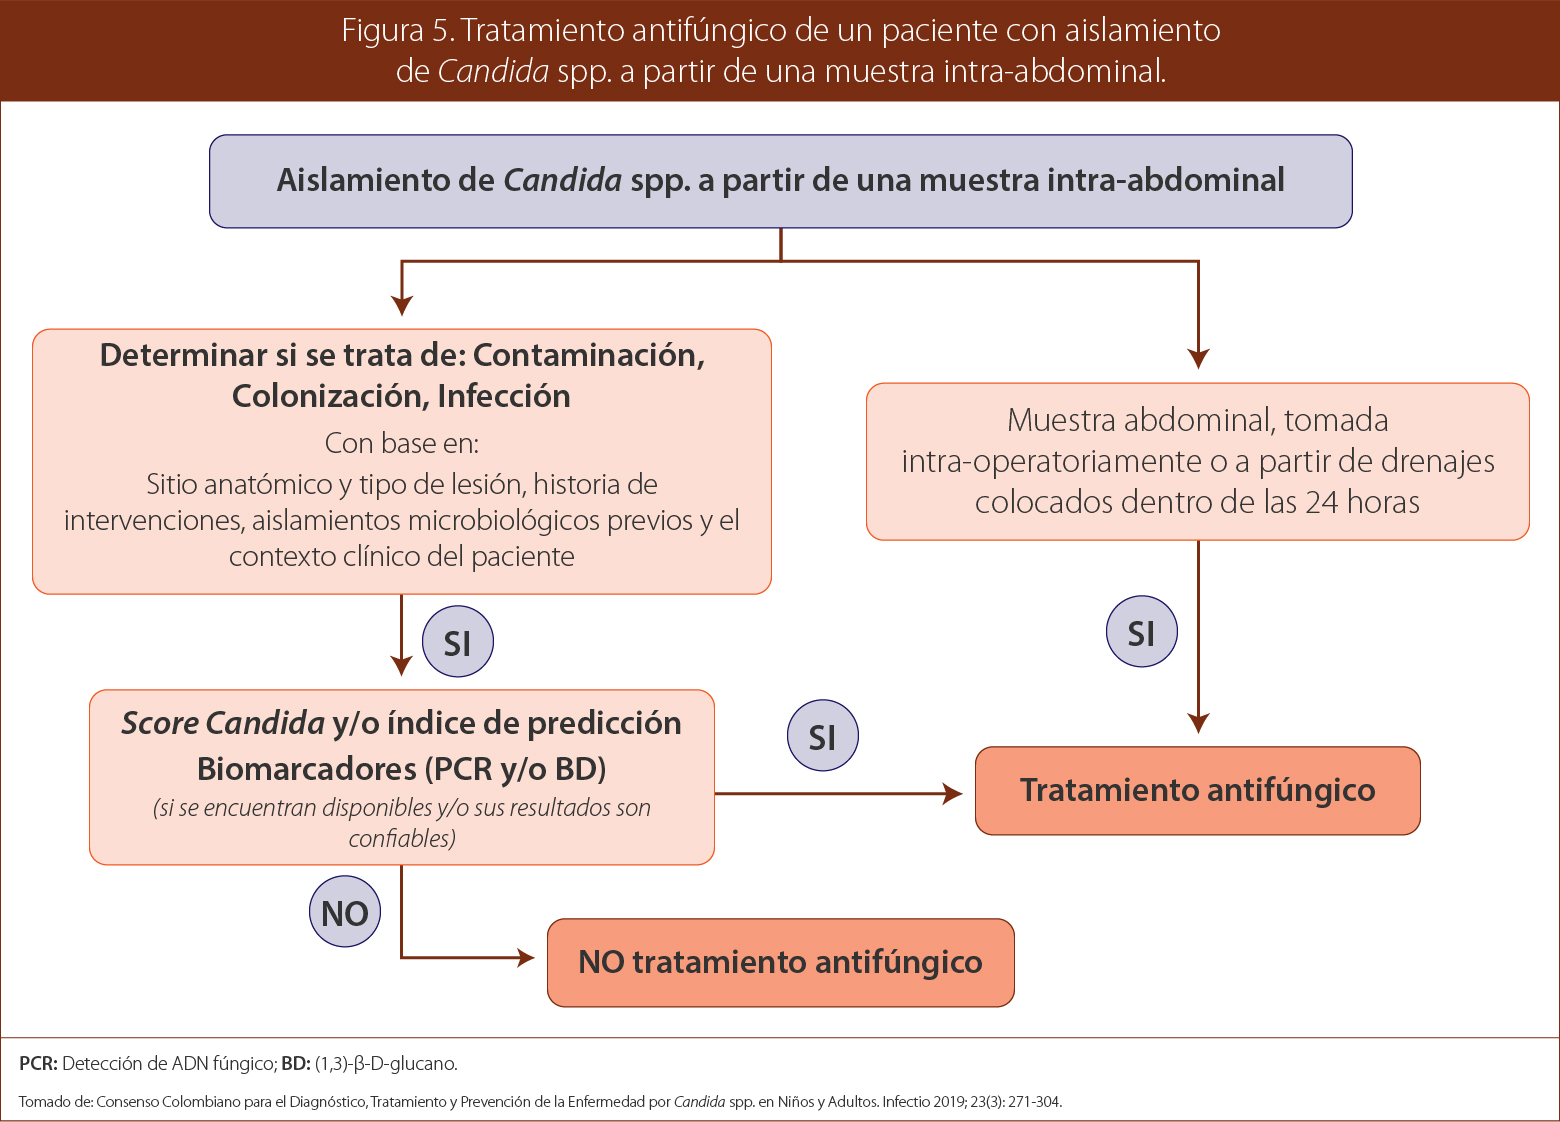 Figura 5. Tratamiento antifúngico de un paciente con aislamiento
de Candida spp. a partir de una muestra intra-abdominal.
Aislamiento de Candida spp. a partir de una muestra intra-abdominal
Determinar si se trata de: Contaminación,
Colonización, Infección
Con base en:
Sitio anatómico y tipo de lesión, historia de
intervenciones, aislamientos microbiológicos previos y el
contexto clínico del paciente
Muestra abdominal, tomada
intra-operatoriamente o a partir de drenajes
colocados dentro de las 24 horas
SI
SI
Score Candida y/o índice de predicción
Biomarcadores (PCR y/o BD)
(si se encuentran disponibles y/o sus resultados son
confiables)
SI
Tratamiento antifúngico
NO
NO tratamiento antifúngico
PCR: Detección de ADN fúngico; BD: (1,3)-β-D-glucano.
Tomado de: Consenso Colombiano para el Diagnóstico, Tratamiento y Prevención de la Enfermedad por Candida spp. en Niños y Adultos. Infectio 2019; 23(3): 271-304.